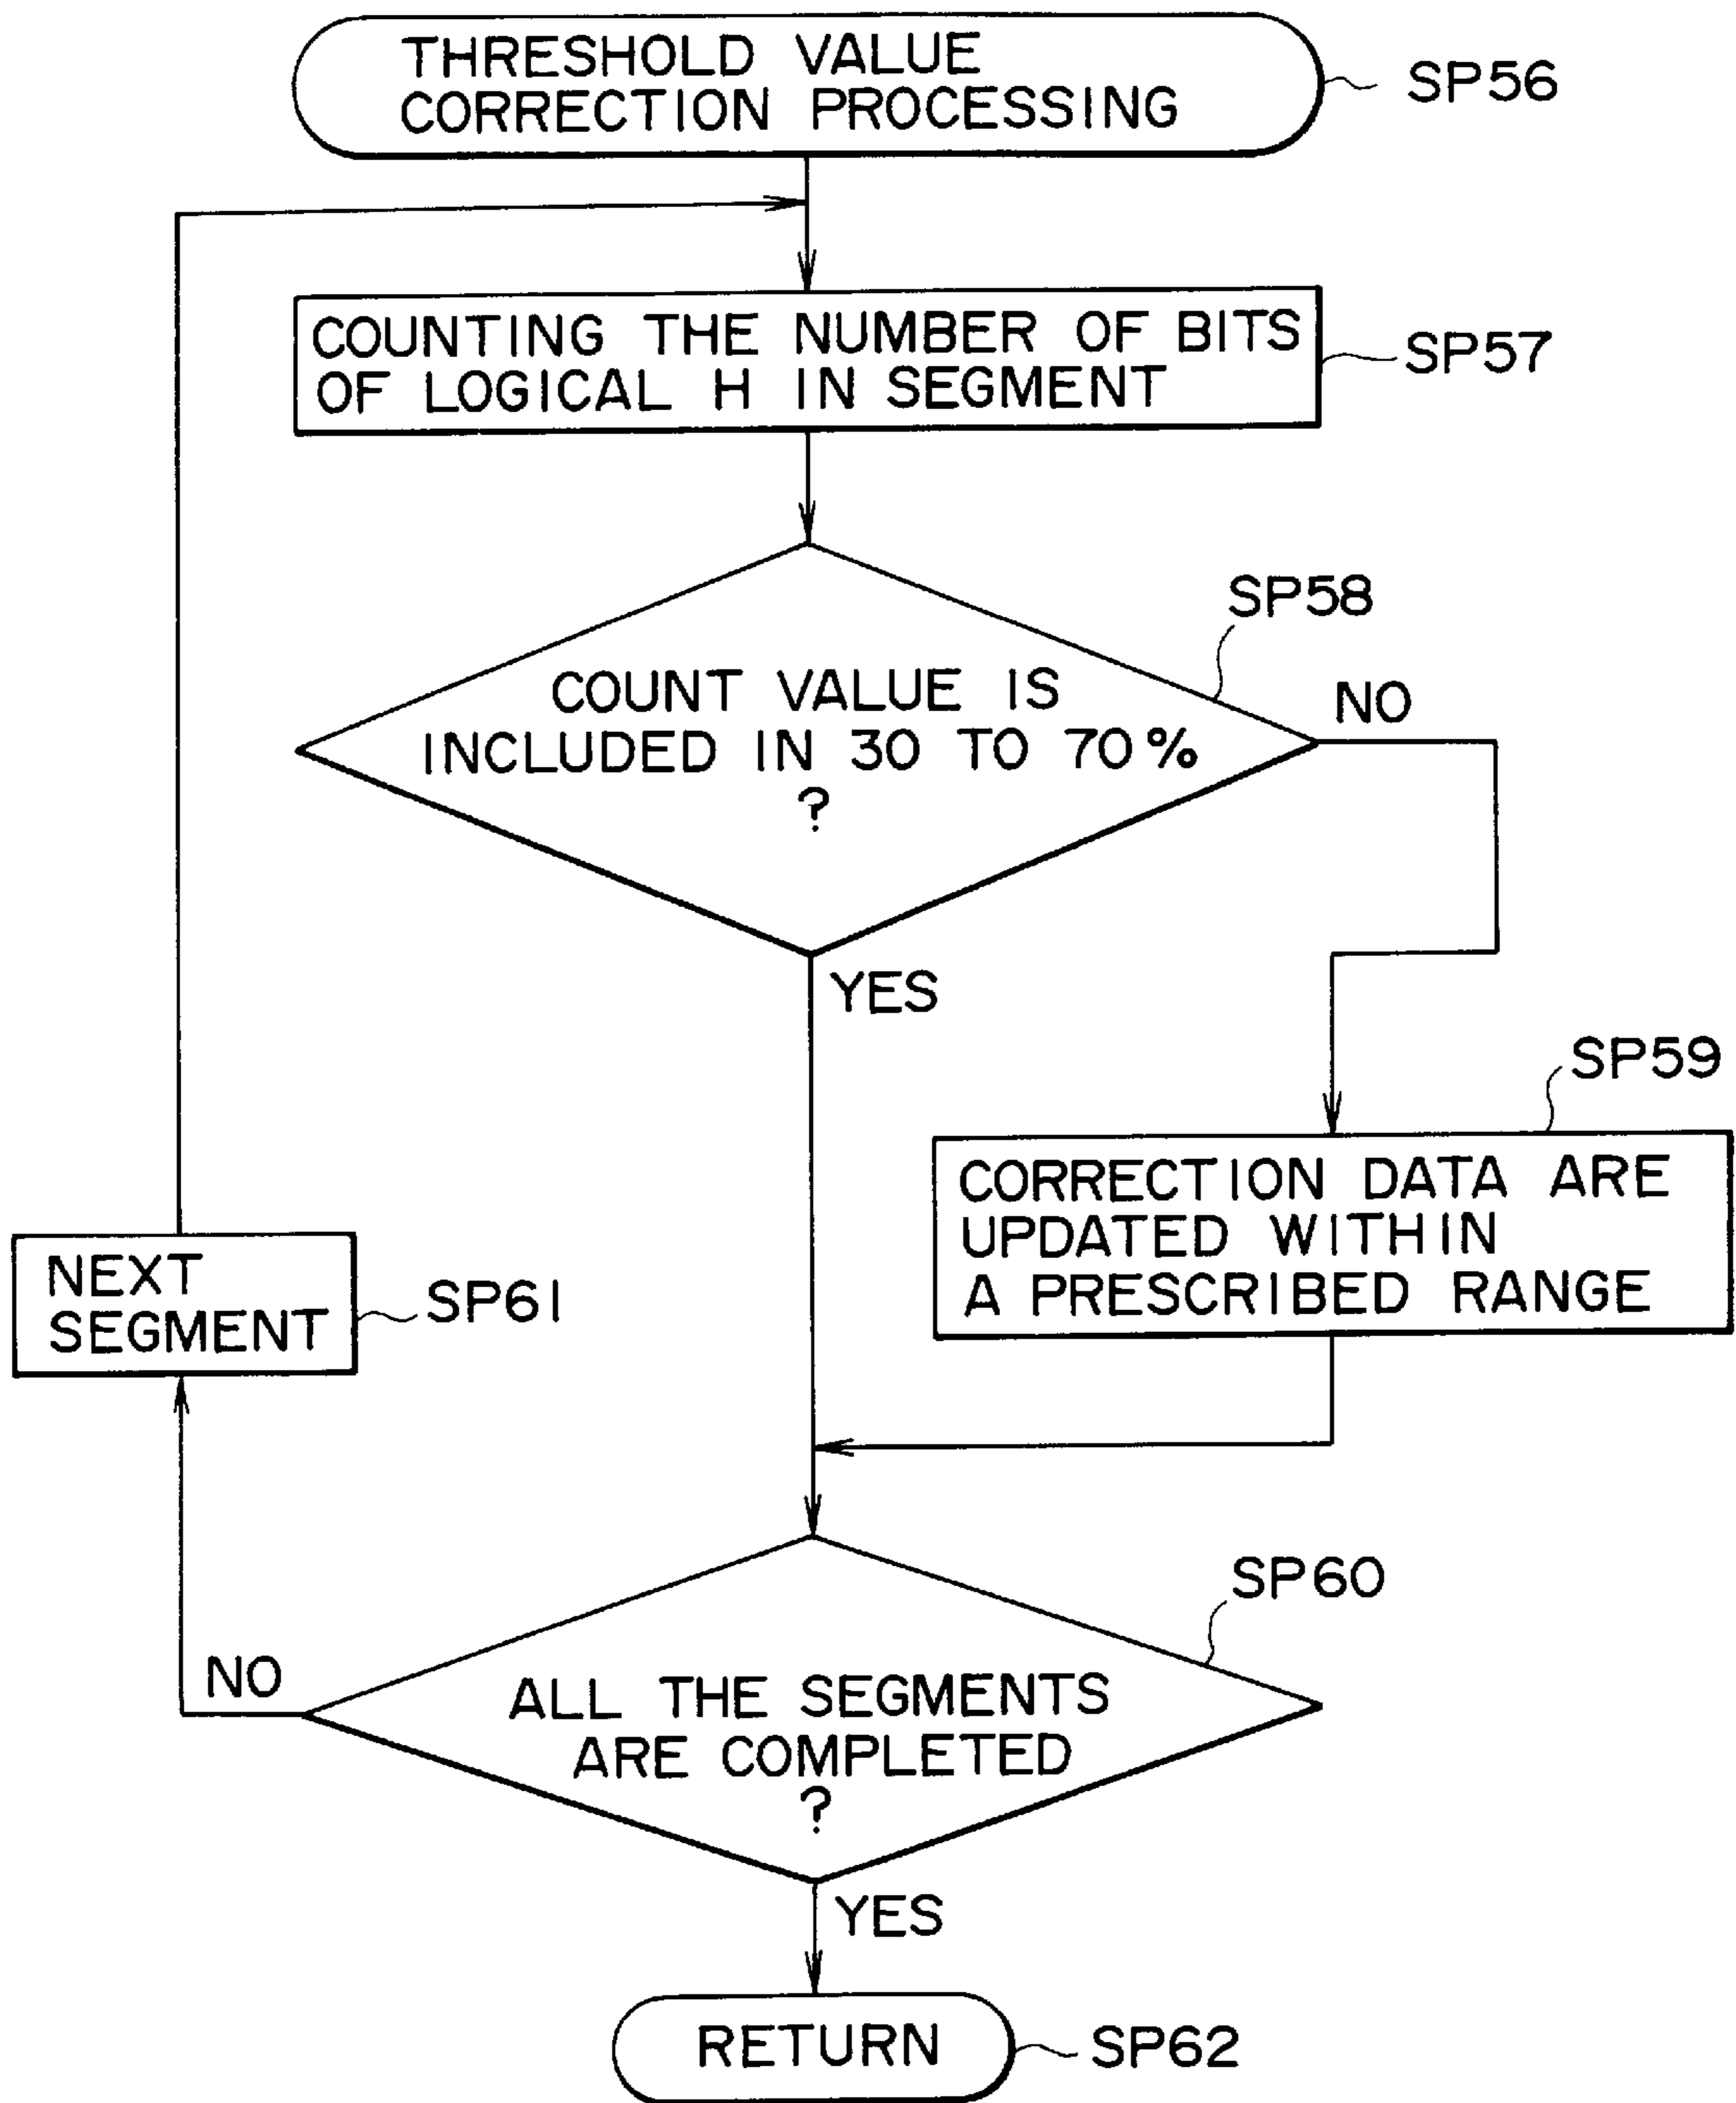 THRESHOLD VALUE
CORRECTION PROCESSING
SP56
COUNTING THE NUMBER OF BITS
OF LOGICAL H IN SEGMENT
SP57
SP58
COUNT VALUE IS
INCLUDED IN 30 TO 70%
?
NO
YES
SP59
CORRECTION DATA ARE
UPDATED WITHIN
A PRESCRIBED RANGE
NEXT
SEGMENT
SP61
SP60
NO
ALL THE SEGMENTS
ARE COMPLETED
?
YES
RETURN
SP62